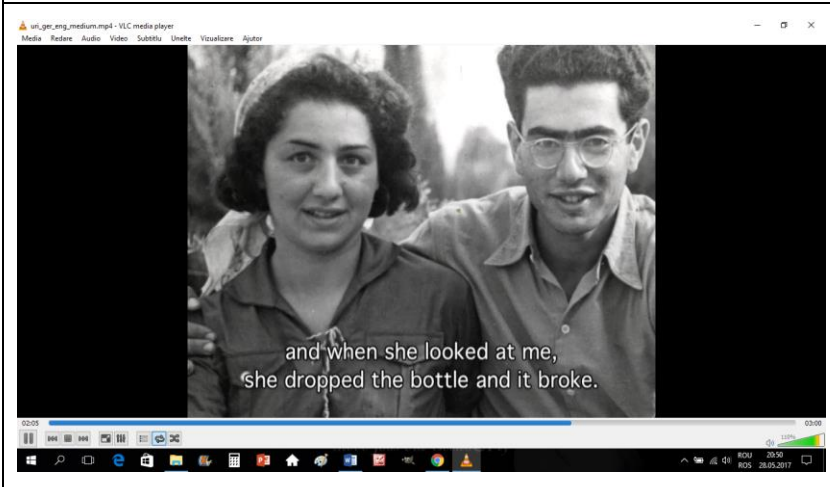 uri_ger_eng_medium.mp4 - VLC media player
Media Redare Audio Video Subtitlu Unelte Vizualizare Ajutor
and when she looked at me,
she dropped the bottle and it broke.
02:05 03:00
110%
ROU 20:50
ROS 28.05.2017